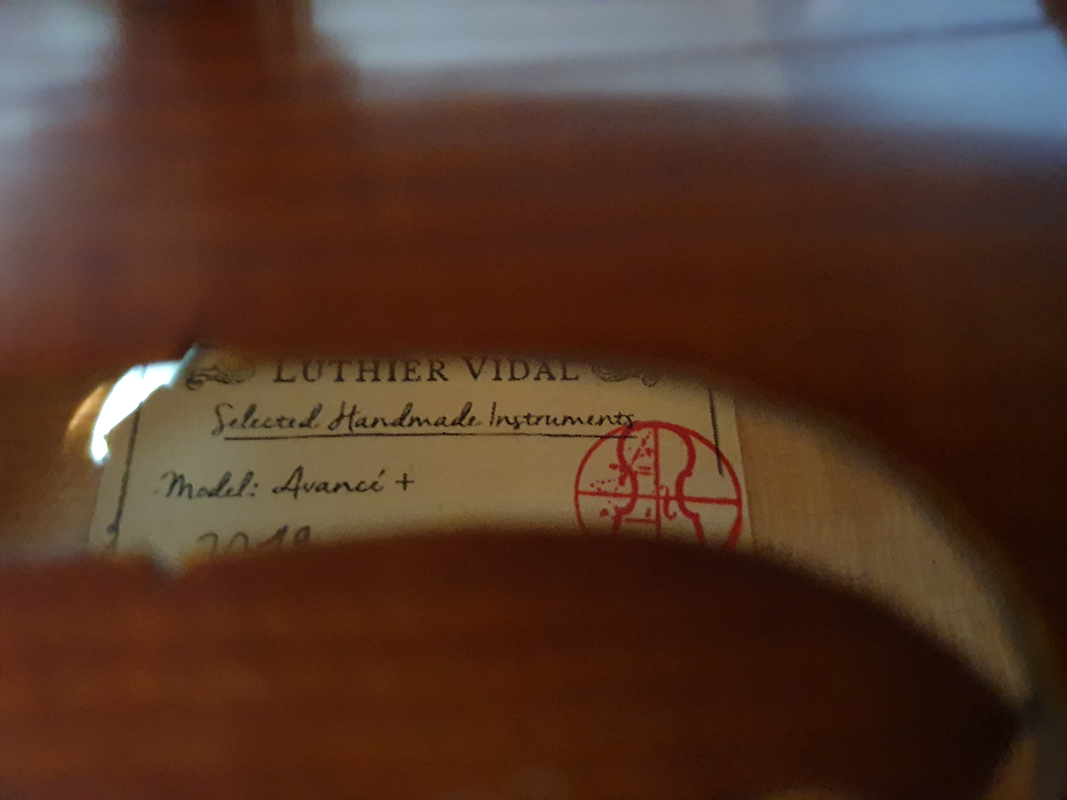 LUTHIER VIDAL
Selected Handmade Instruments
Model: Avancé +